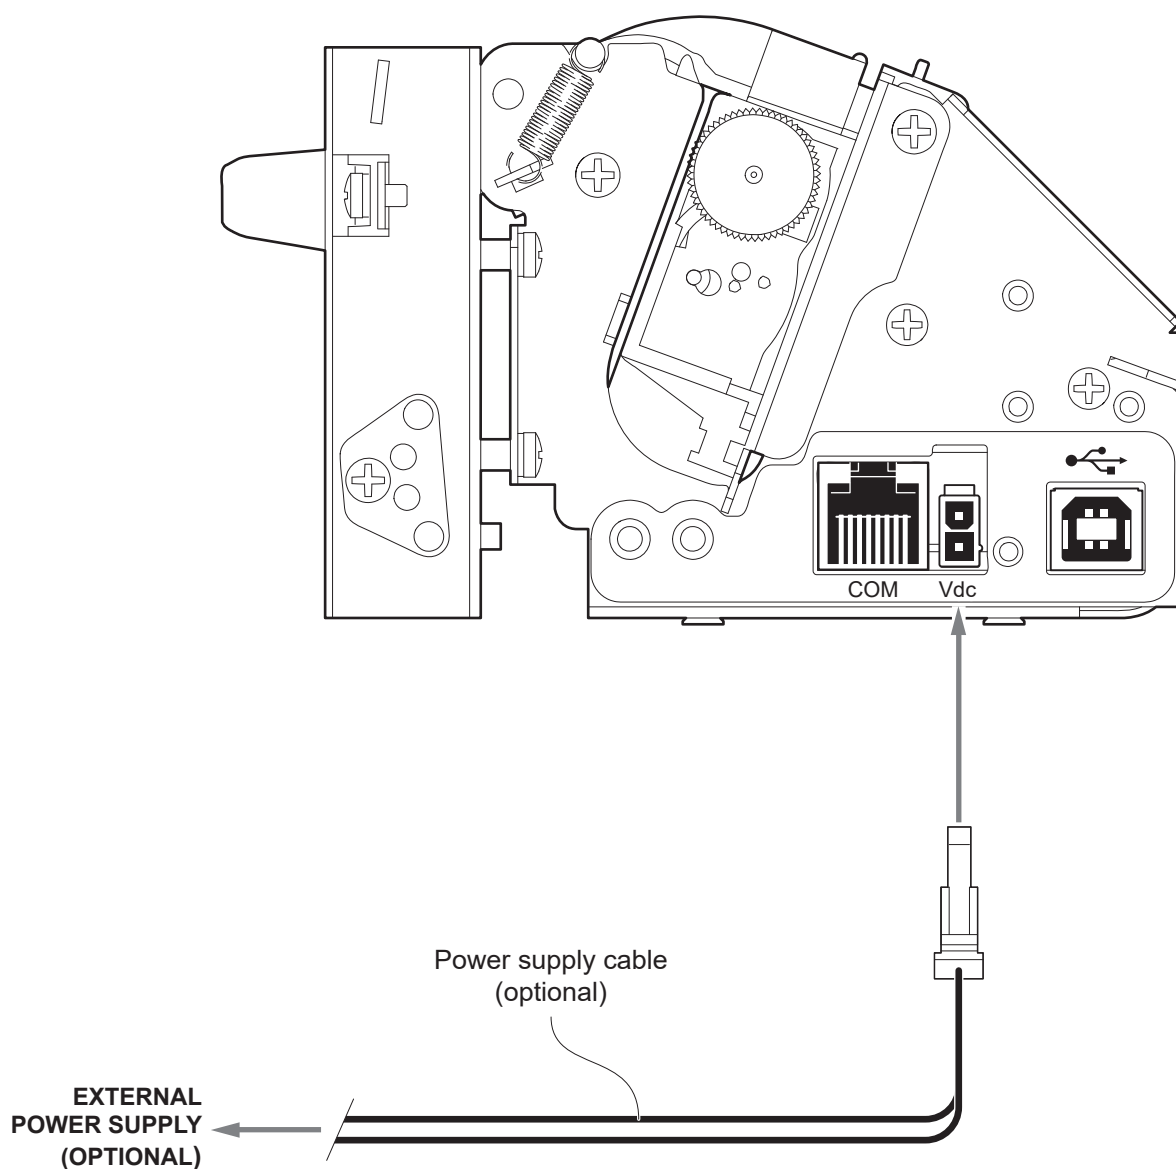 COM
Vdc
Power supply cable
(optional)
EXTERNAL
POWER SUPPLY
(OPTIONAL)